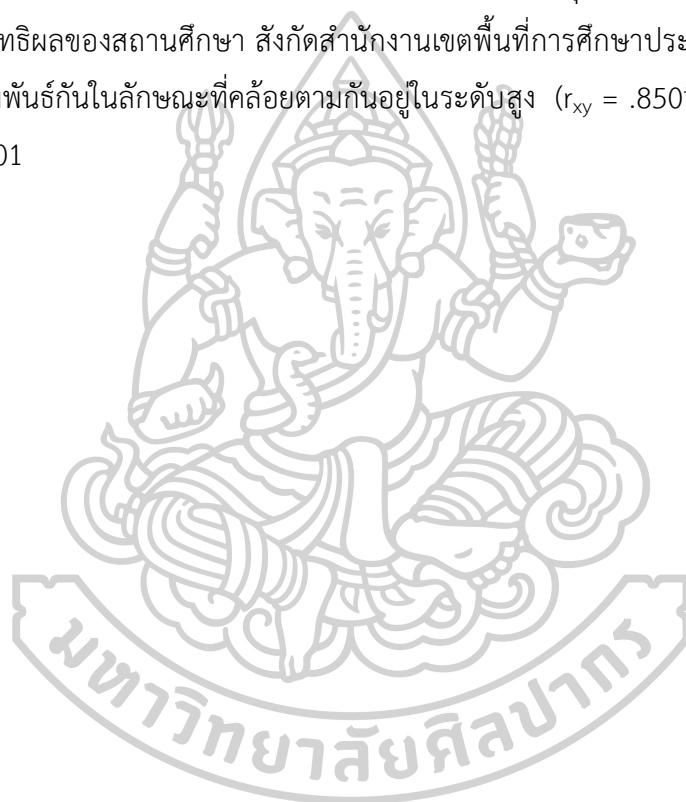 ทธิผลของสถานศึกษา สังกัดสำนักงานเขตพื้นที่การศึกษาประ
พันธ์กันในลักษณะที่คล้อยตามกันอยู่ในระดับสูง (rxy = .850
01
มหาวิทยาลัยศิลปากร